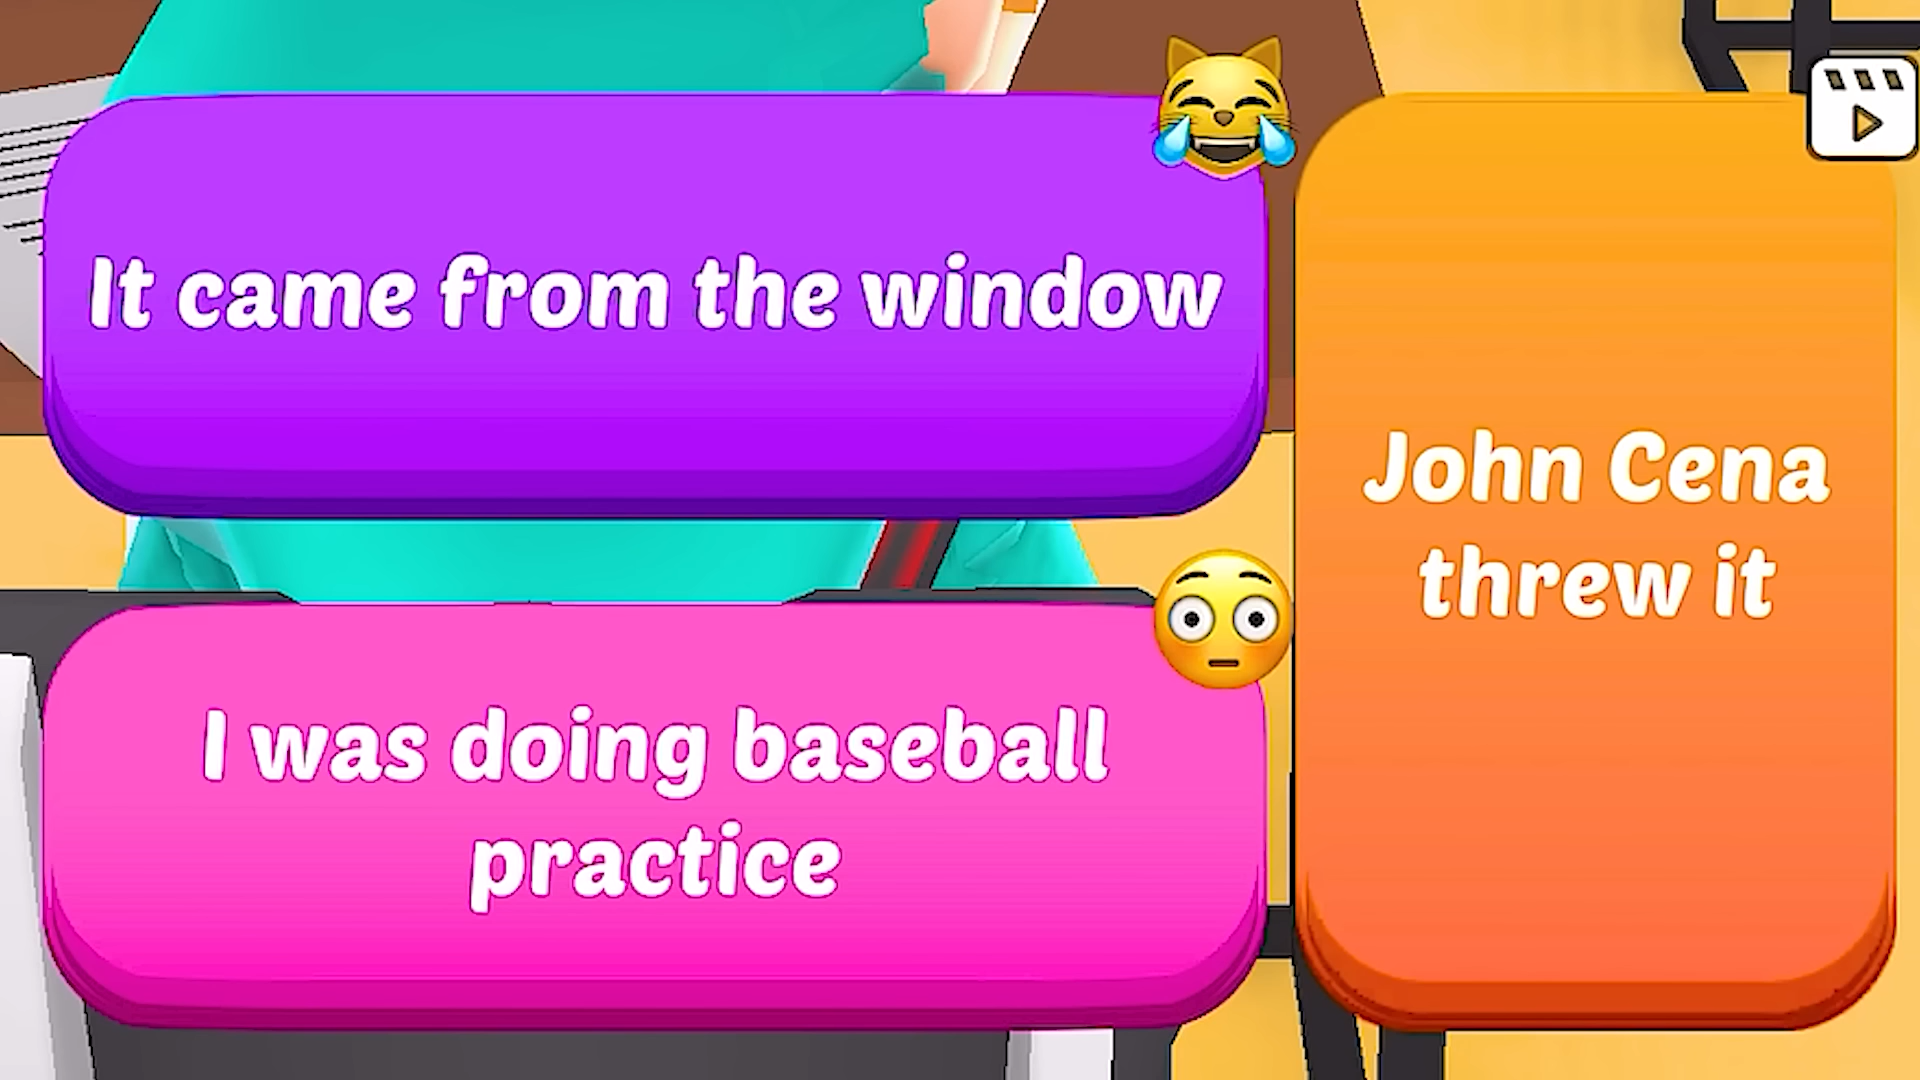 It came from the window
I was doing baseball
practice
John Cena
threw it